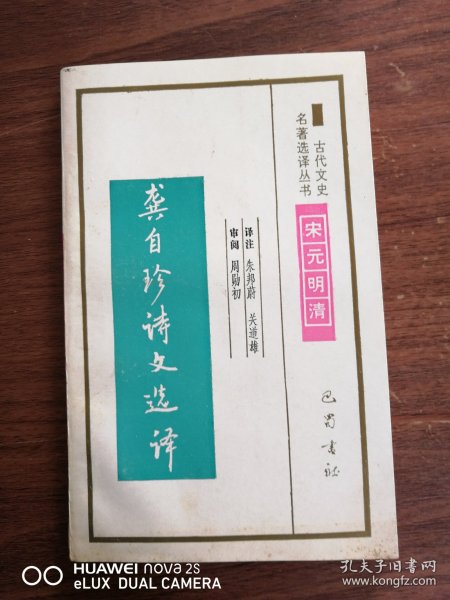 古代文史
名著选译丛书
宋元明清
巴蜀书社
译注 朱邦蔚 关道雄
审阅 周勋初
龚自珍诗文选译
HUAWEI nova 2s
eLUX DUAL CAMERA
孔夫子旧书网
www.kongfz.com